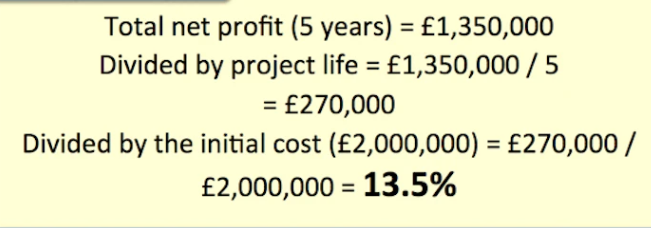 Total net profit (5 years) = £1,350,000
Divided by project life = £1,350,000 / 5
= £270,000
Divided by the initial cost (£2,000,000) = £270,000 /
£2,000,000 = 13.5%